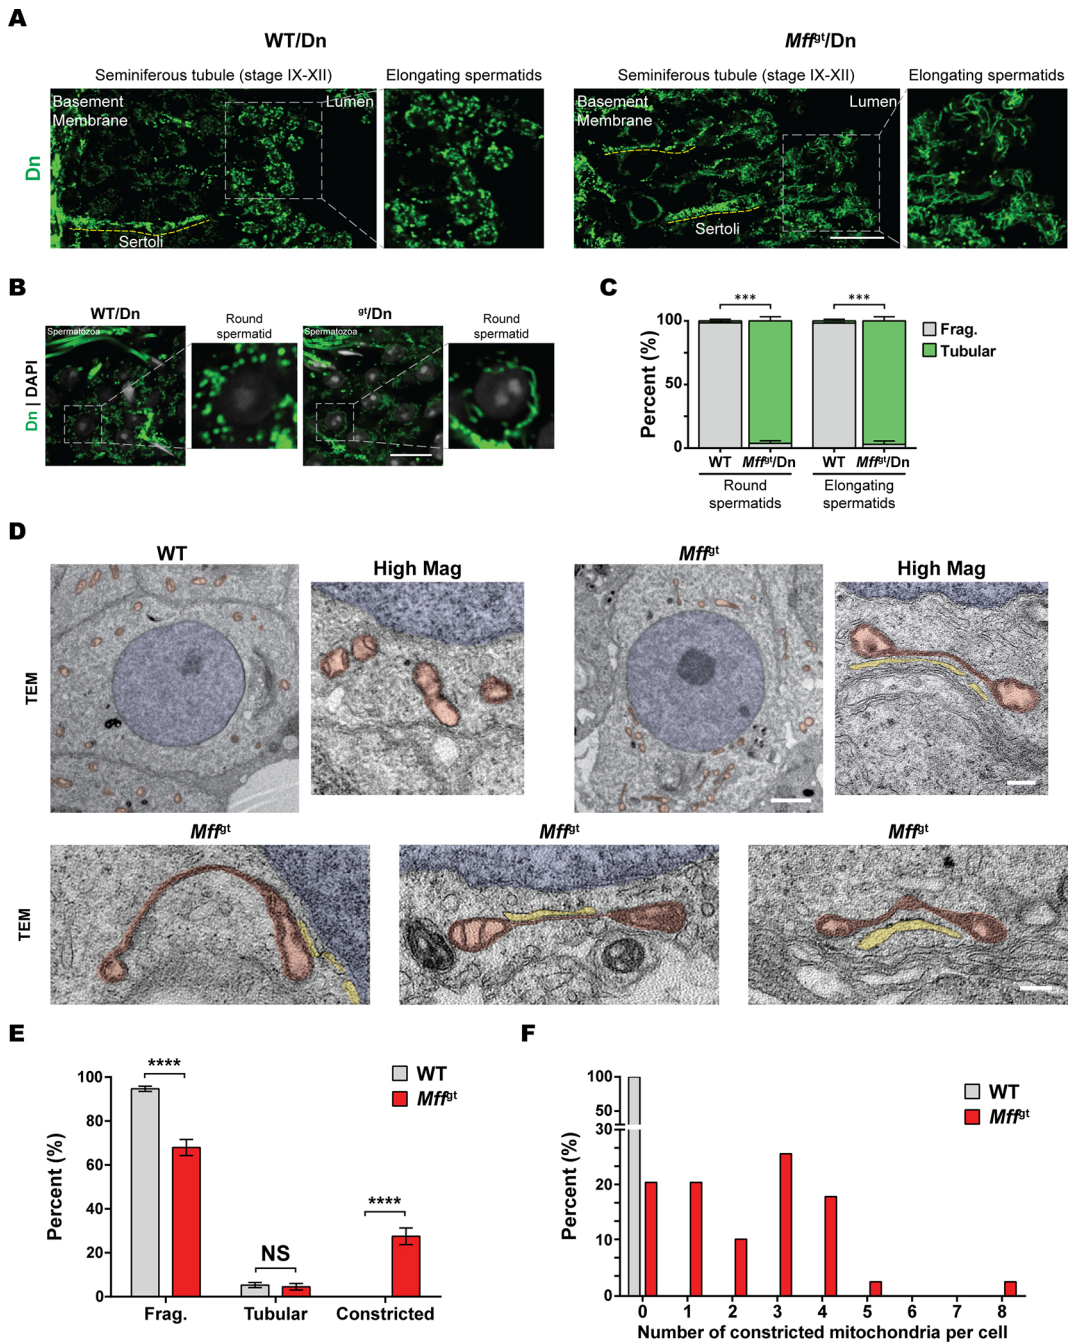 A
WT/Dn
Mffgt/Dn
Seminiferous tubule (stage IX-XII)
Elongating spermatids
Seminiferous tubule (stage IX-XII)
Elongating spermatids
Dn
Basement
Membrane
Lumen
Sertoli
Basement
Membrane
Lumen
Sertoli
B
WT/Dn
Round
spermatid
gt/Dn
Round
spermatid
Dn | DAPI
Spermatozoa
Spermatozoa
C
***
***
Percent (%)
100
50
0
Frag.
Tubular
WT
Mffgt/Dn
WT
Mffgt/Dn
Round
spermatids
Elongating
spermatids
D
WT
High Mag
Mffgt
High Mag
TEM
Mffgt
Mffgt
Mffgt
TEM
E
Percent (%)
100
80
60
40
20
0
****
NS
****
WT
Mffgt
Frag.
Tubular
Constricted
F
Percent (%)
100
50
30
20
10
0
WT
Mffgt
0 1 2 3 4 5 6 7 8
Number of constricted mitochondria per cell